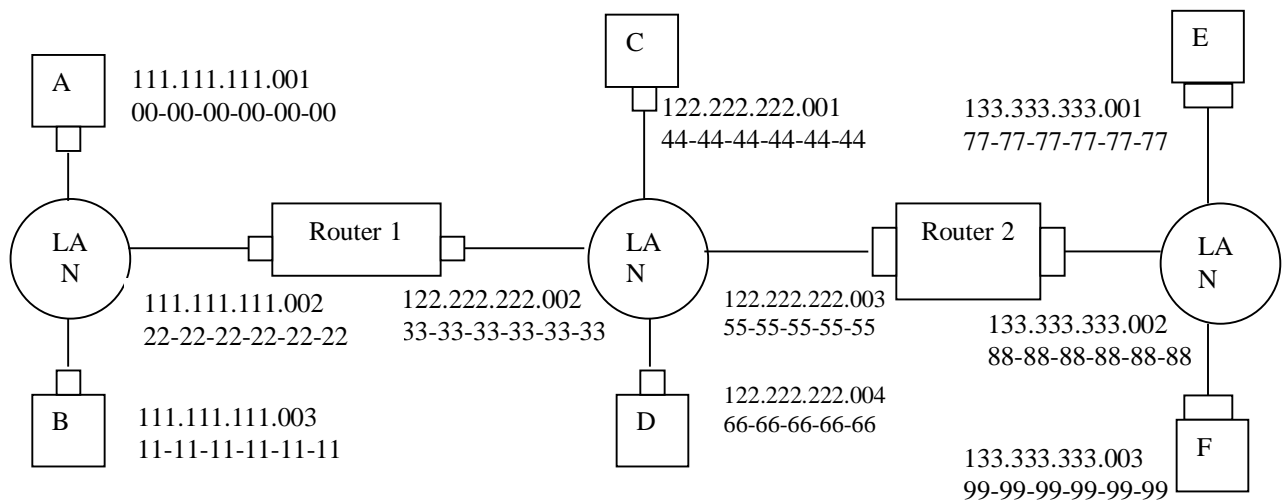 A
111.111.111.001
00-00-00-00-00-00
C
122.222.222.001
44-44-44-44-44-44
E
133.333.333.001
77-77-77-77-77-77
LA
N
Router 1
111.111.111.002
22-22-22-22-22-22
122.222.222.002
33-33-33-33-33-33
LA
N
Router 2
122.222.222.003
55-55-55-55-55
133.333.333.002
88-88-88-88-88-88
LA
N
B
111.111.111.003
11-11-11-11-11-11
D
122.222.222.004
66-66-66-66-66
F
133.333.333.003
99-99-99-99-99-99